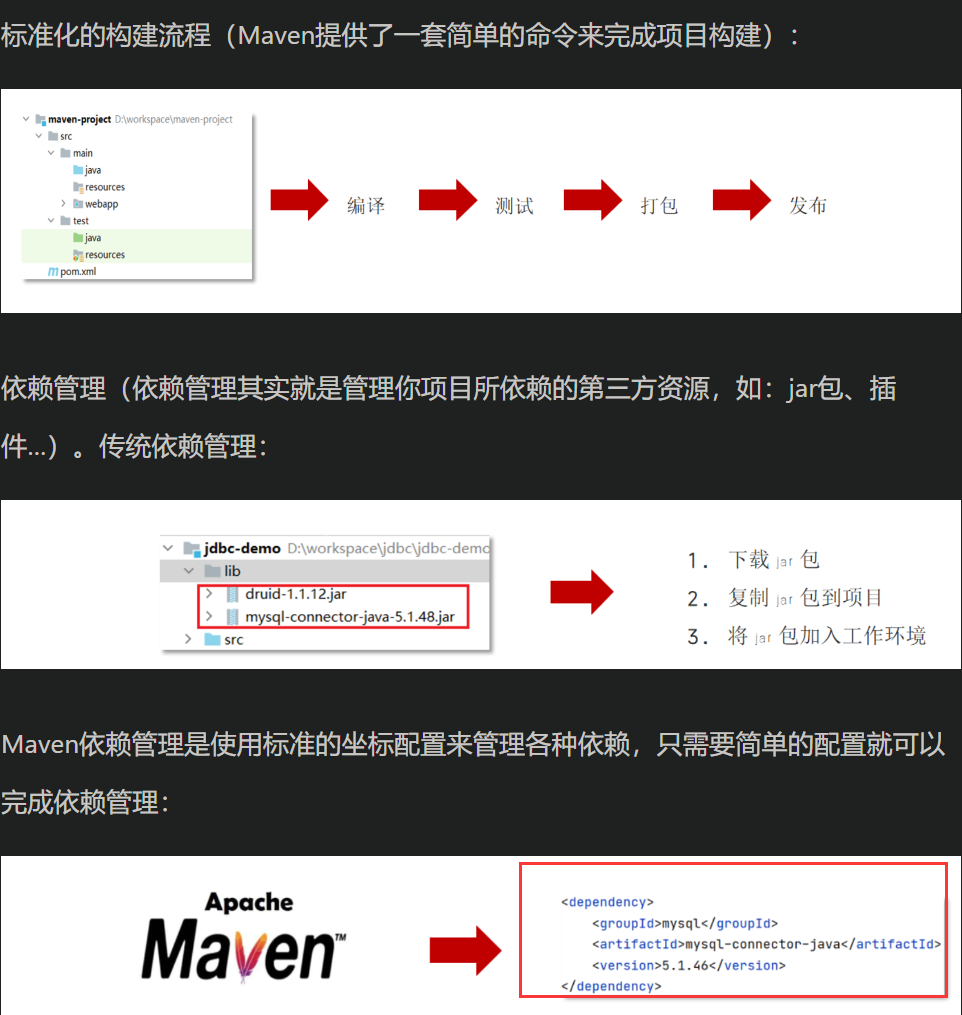 标准化的构建流程（Maven提供了一套简单的命令来完成项目构建）：
maven-project D:\workspace\maven-project
src
main
java
resources
webapp
test
java
resources
pom.xml
编译
测试
打包
发布
依赖管理（依赖管理其实就是管理你项目所依赖的第三方资源，如：jar包、插
件...）。传统依赖管理：
jdbc-demo D:\workspace\jdbc\jdbc-demo
lib
druid-1.1.12.jar
mysql-connector-java-5.1.48.jar
src
1. 下载 jar 包
2. 复制 jar 包到项目
3. 将 jar 包加入工作环境
Maven依赖管理是使用标准的坐标配置来管理各种依赖，只需要简单的配置就可以
完成依赖管理：
Apache
Maven™
<dependency>
<groupId>mysql</groupId>
<artifactId>mysql-connector-java</artifactId>
<version>5.1.46</version>
</dependency>